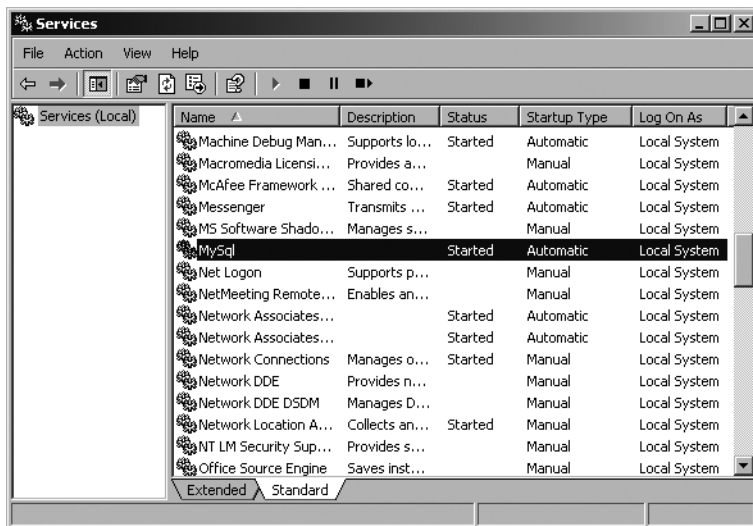 Services
File Action View Help
Services (Local)
Name Description Status Startup Type Log On As
Machine Debug Man... Supports lo... Started Automatic Local System
Macromedia Licensi... Provides a... Manual Local System
McAfee Framework ... Shared co... Started Automatic Local System
Messenger Transmits ... Started Automatic Local System
MS Software Shado... Manages s... Manual Local System
MySql Started Automatic Local System
Net Logon Supports p... Manual Local System
NetMeeting Remote... Enables an... Manual Local System
Network Associates... Started Automatic Local System
Network Associates... Started Automatic Local System
Network Connections Manages o... Started Manual Local System
Network DDE Provides n... Manual Local System
Network DDE DSDM Manages D... Manual Local System
Network Location A... Collects an... Started Manual Local System
NT LM Security Sup... Provides s... Manual Local System
Office Source Engine Saves inst... Manual Local System
Extended Standard